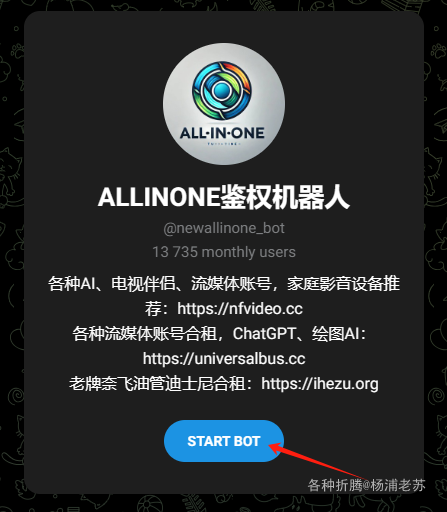 ALL-IN-ONE
ALLINONE鉴权机器人
@newallinone_bot
13 735 monthly users
各种AI、电视伴侣、流媒体账号，家庭影音设备推
荐：https://nfvideo.cc
各种流媒体账号合租，ChatGPT、绘图AI：
https://universalbus.cc
老牌奈飞油管迪士尼合租：https://ihezu.org
START BOT
各种折腾@杨浦老苏